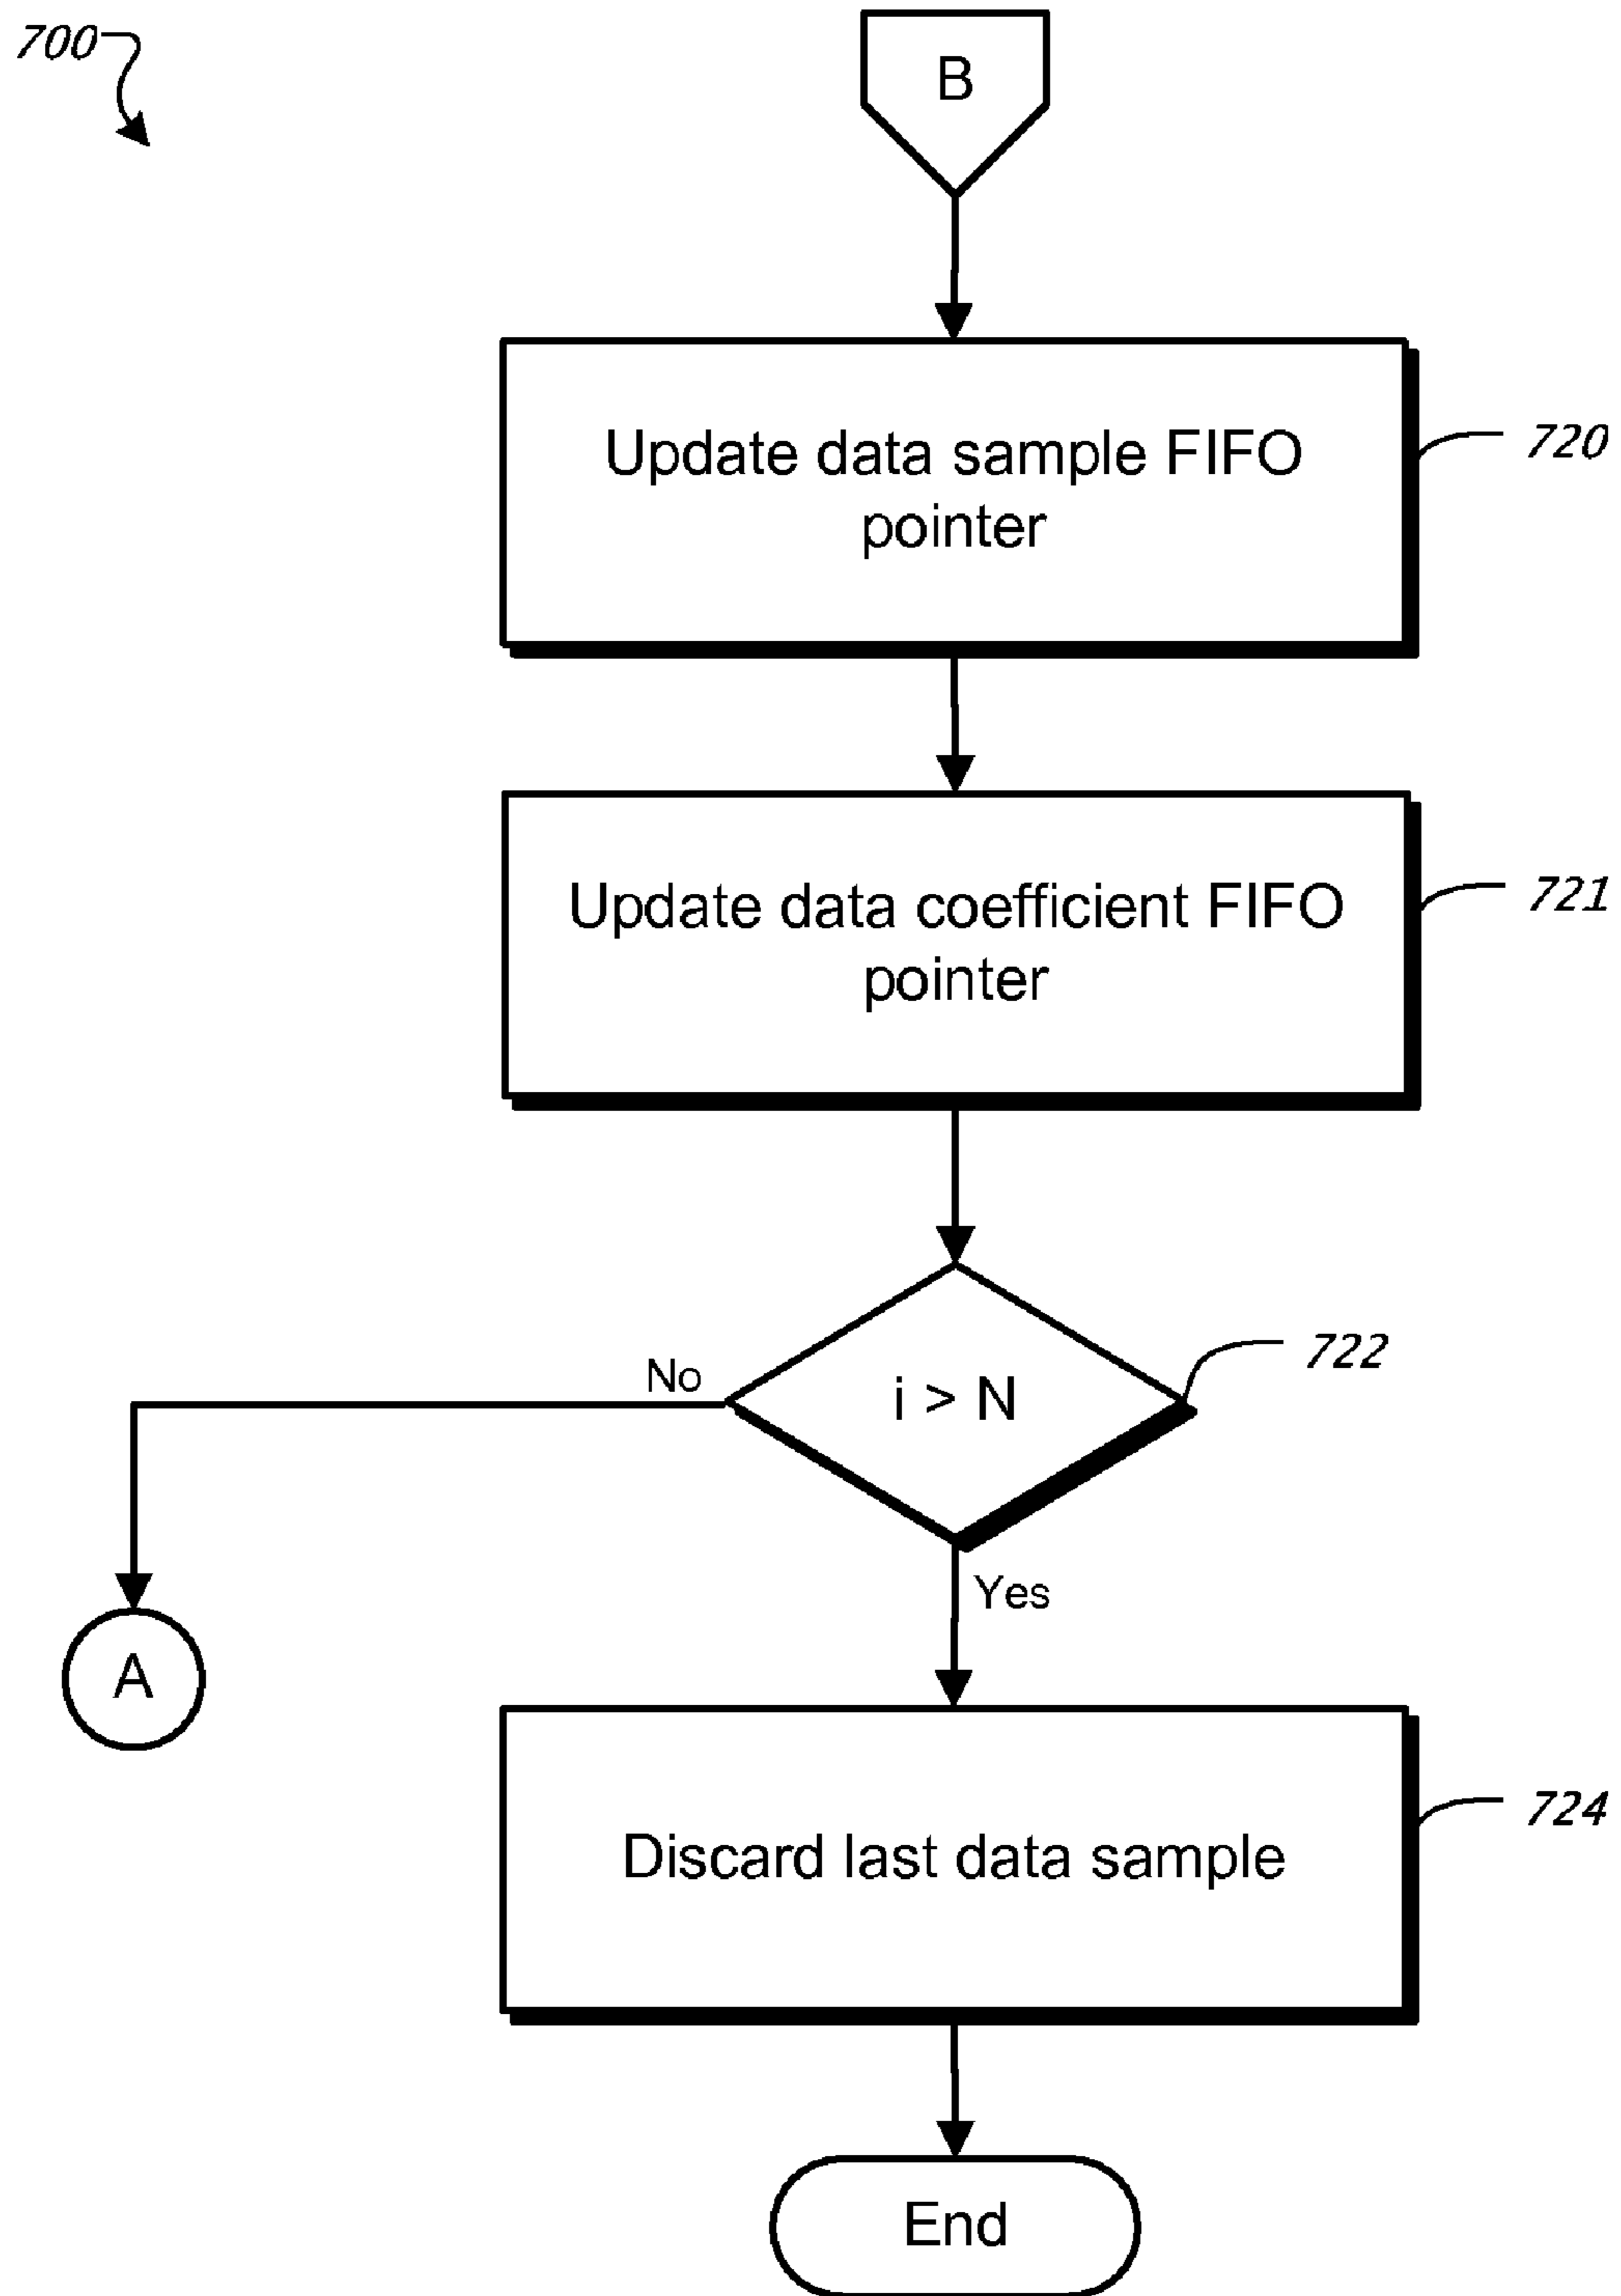 700
B
Update data sample FIFO
pointer
720
Update data coefficient FIFO
pointer
721
i > N
722
No
Yes
A
Discard last data sample
724
End